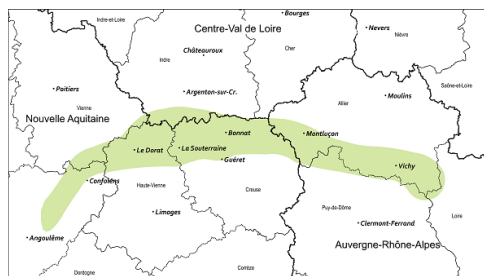 Indre-et-Loire
Bourges
Centre-Val de Loire
Nevers
Cher
Nièvre
Châteauroux
Indre
Poitiers
Argenton-sur-Cr.
Allier
Moulins
Saône-et-Loire
Vienne
Nouvelle Aquitaine
Bonnat
Montluçon
Le Dorat
La Souterraine
Guéret
Vichy
Confolens
Haute-Vienne
Creuse
Limoges
Puy-de-Dôme
Loire
Clermont-Ferrand
Angoulême
Auvergne-Rhône-Alpes
Dordogne
Corrèze